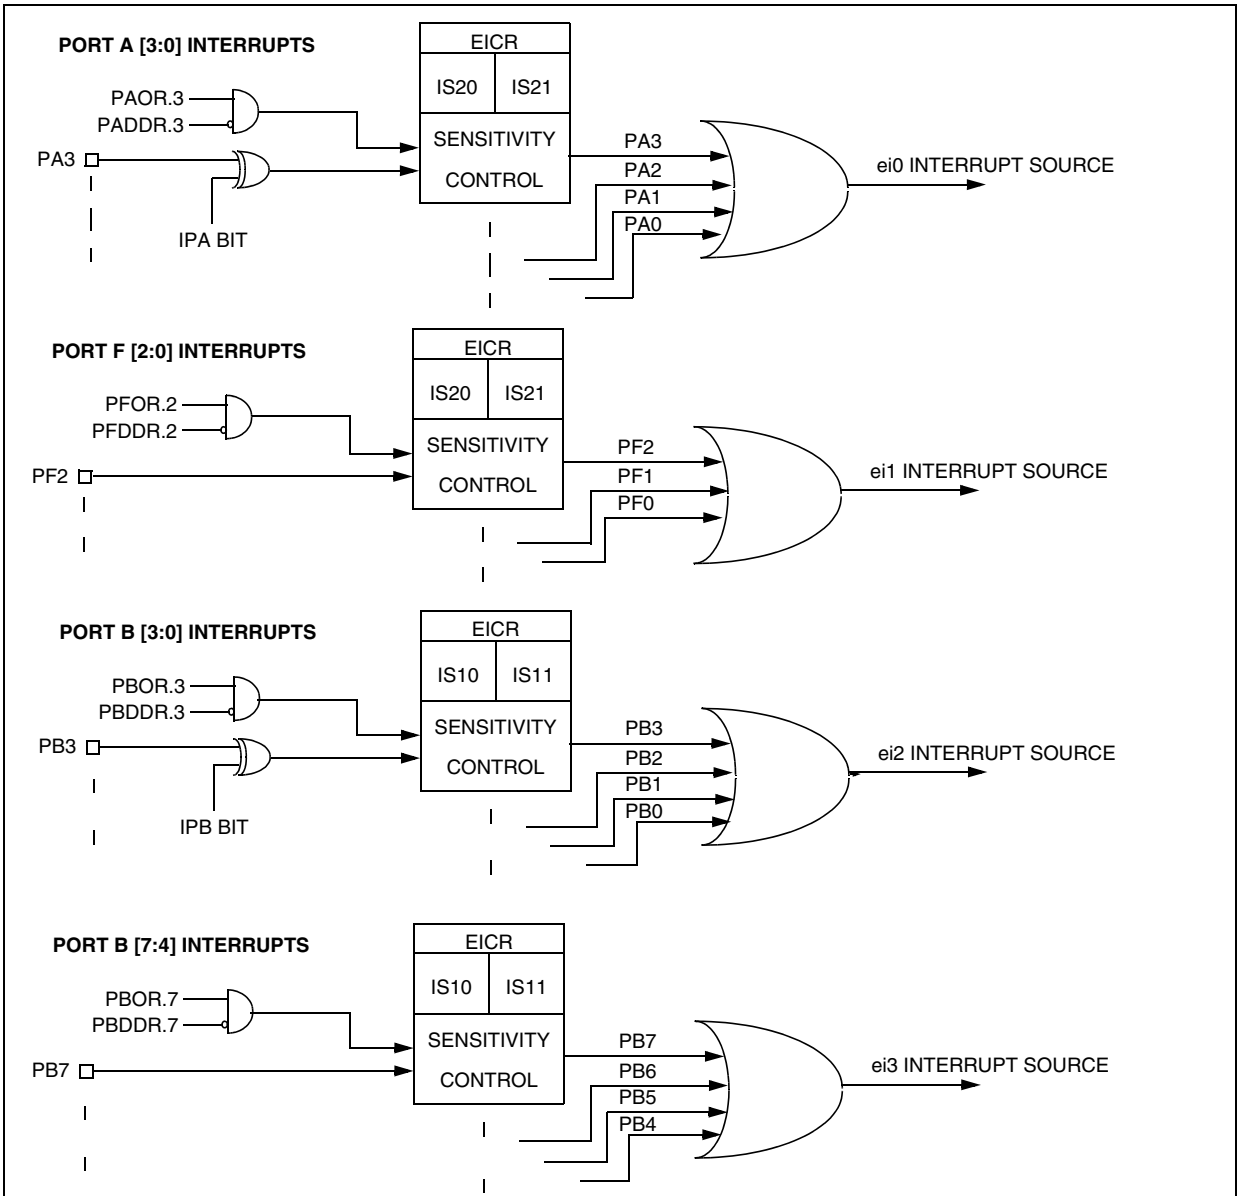 PORT A [3:0] INTERRUPTS
EICR
IS20 IS21
PAOR.3
PADDR.3
SENSITIVITY
CONTROL
PA3
IPA BIT
PA3
PA2
PA1
PA0
ei0 INTERRUPT SOURCE
PORT F [2:0] INTERRUPTS
EICR
IS20 IS21
PFOR.2
PFDDR.2
SENSITIVITY
CONTROL
PF2
PF2
PF1
PF0
ei1 INTERRUPT SOURCE
PORT B [3:0] INTERRUPTS
EICR
IS10 IS11
PBOR.3
PBDDR.3
SENSITIVITY
CONTROL
PB3
IPB BIT
PB3
PB2
PB1
PB0
ei2 INTERRUPT SOURCE
PORT B [7:4] INTERRUPTS
EICR
IS10 IS11
PBOR.7
PBDDR.7
SENSITIVITY
CONTROL
PB7
PB7
PB6
PB5
PB4
ei3 INTERRUPT SOURCE